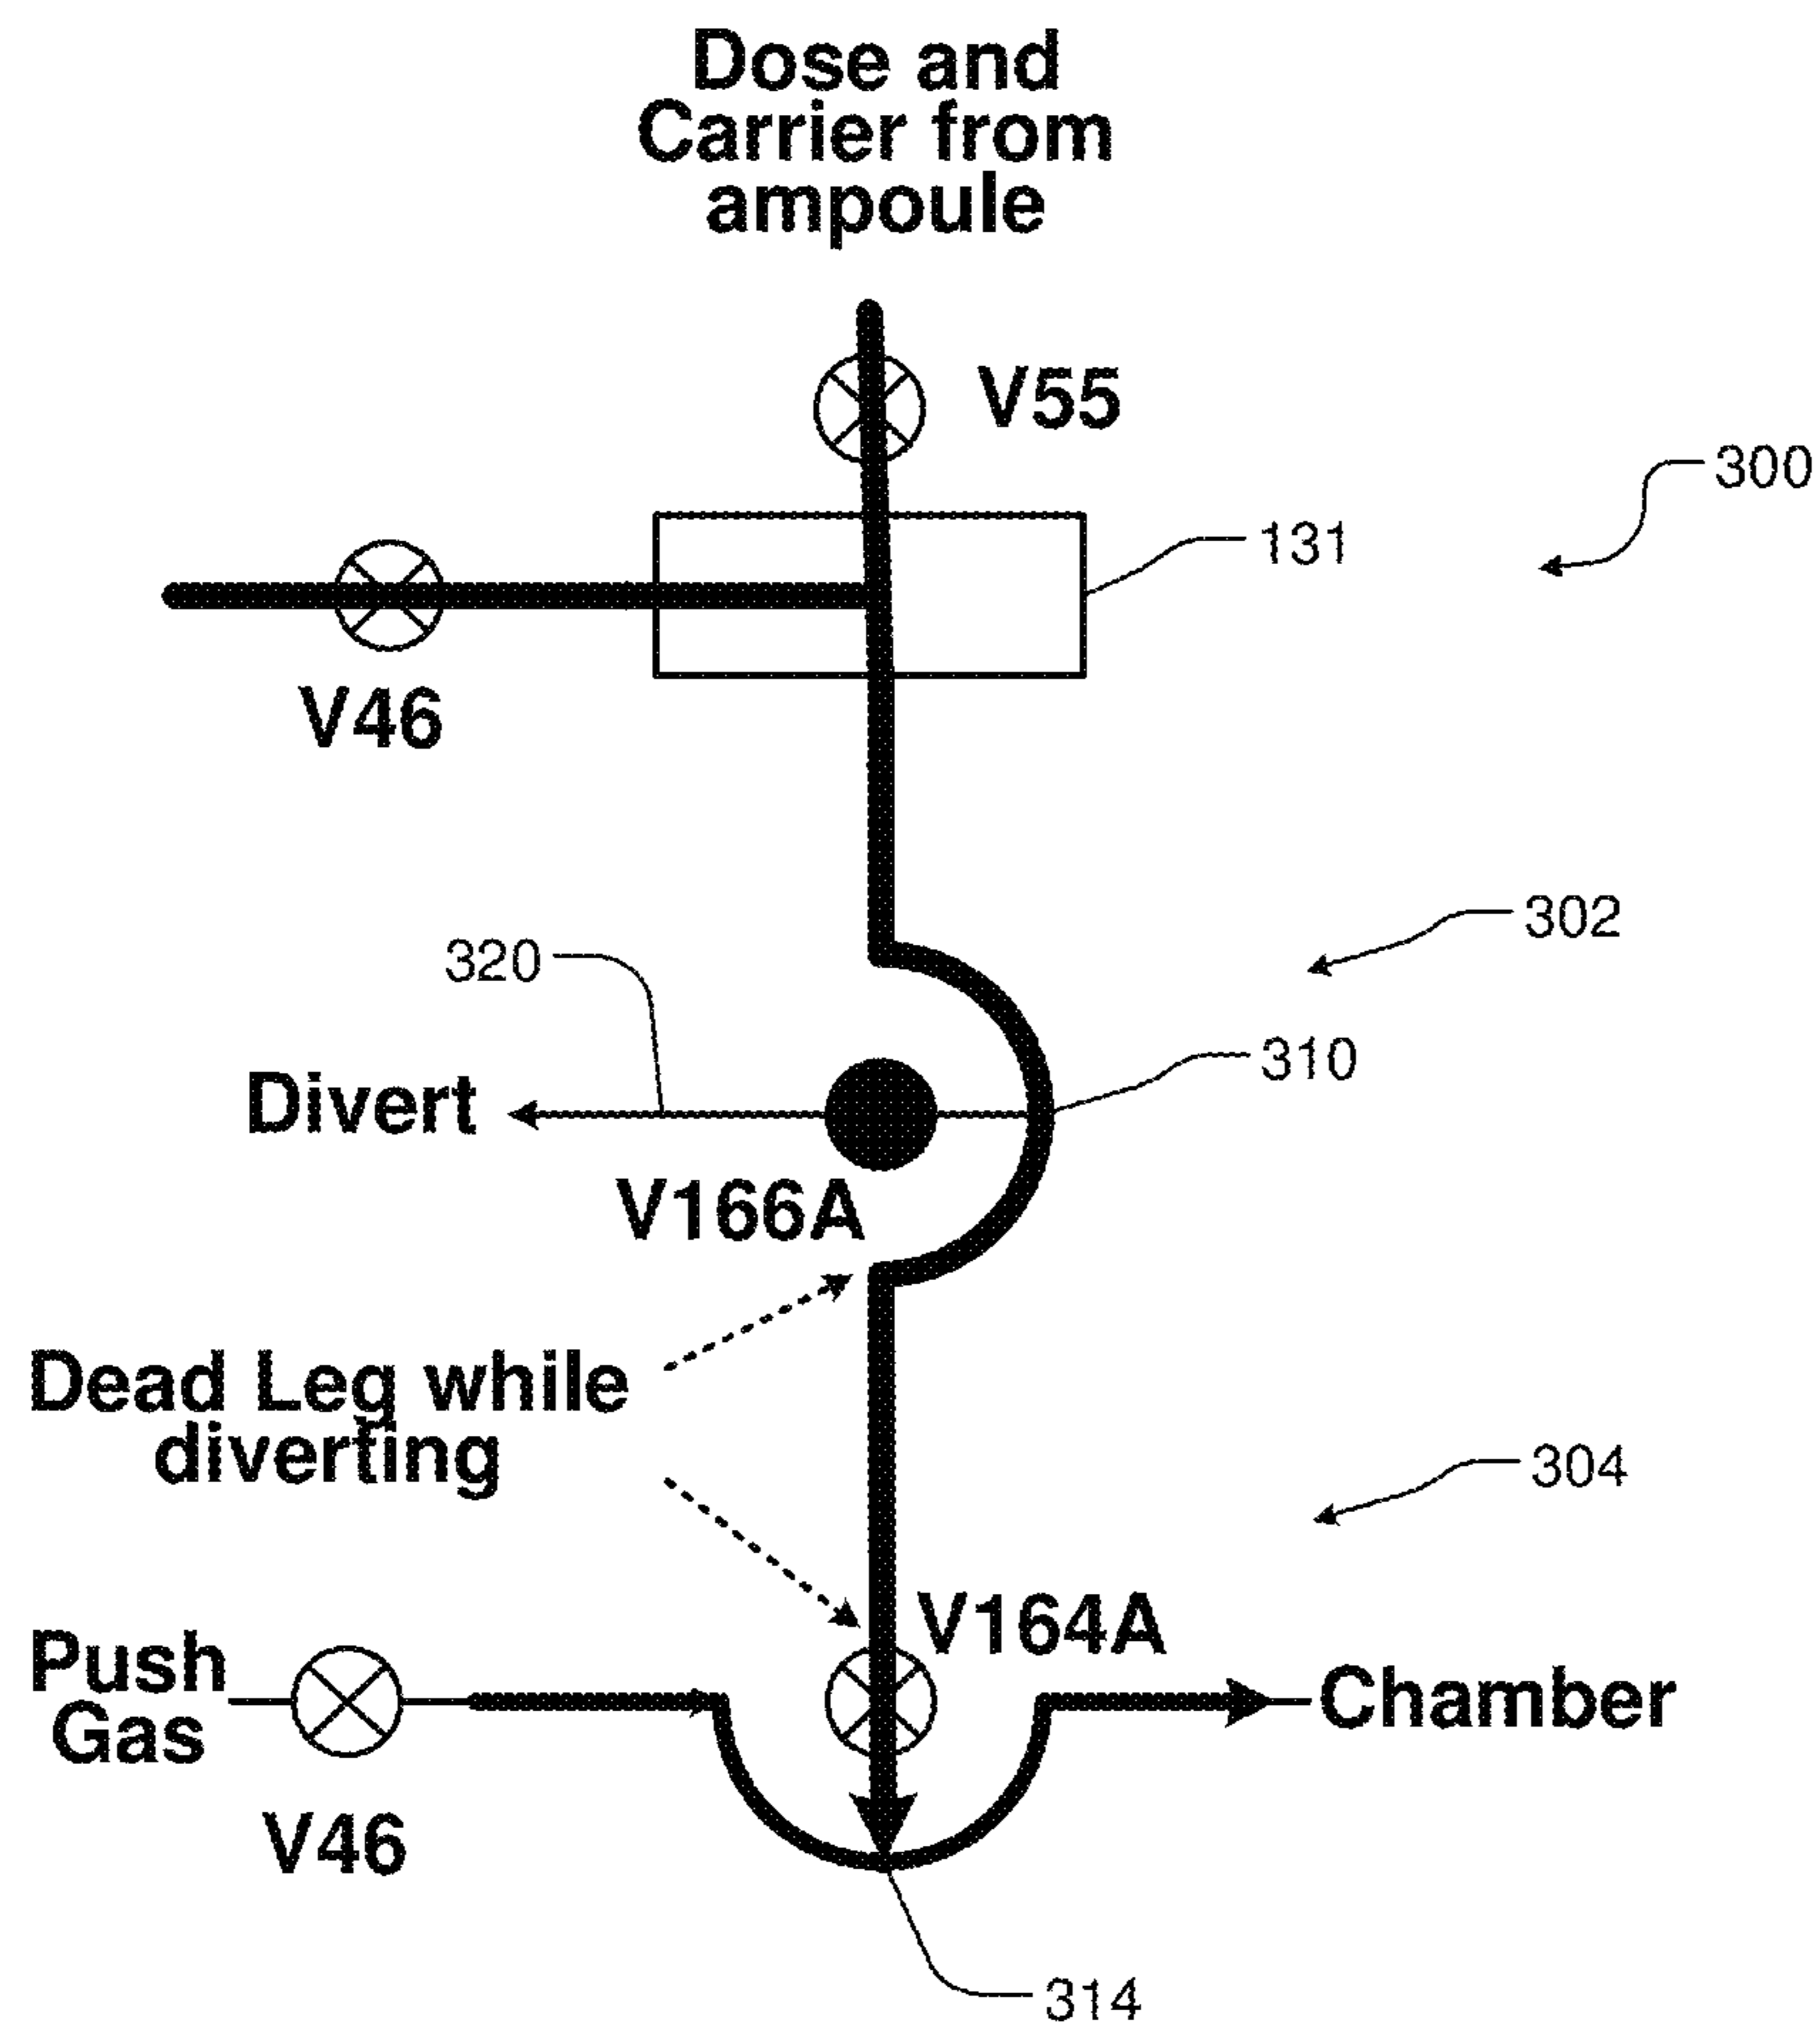 Dose and
Carrier from
ampoule
V55
300
131
V46
302
320
310
Divert
V166A
Dead Leg while
diverting
304
V164A
Push
Gas
Chamber
V46
314